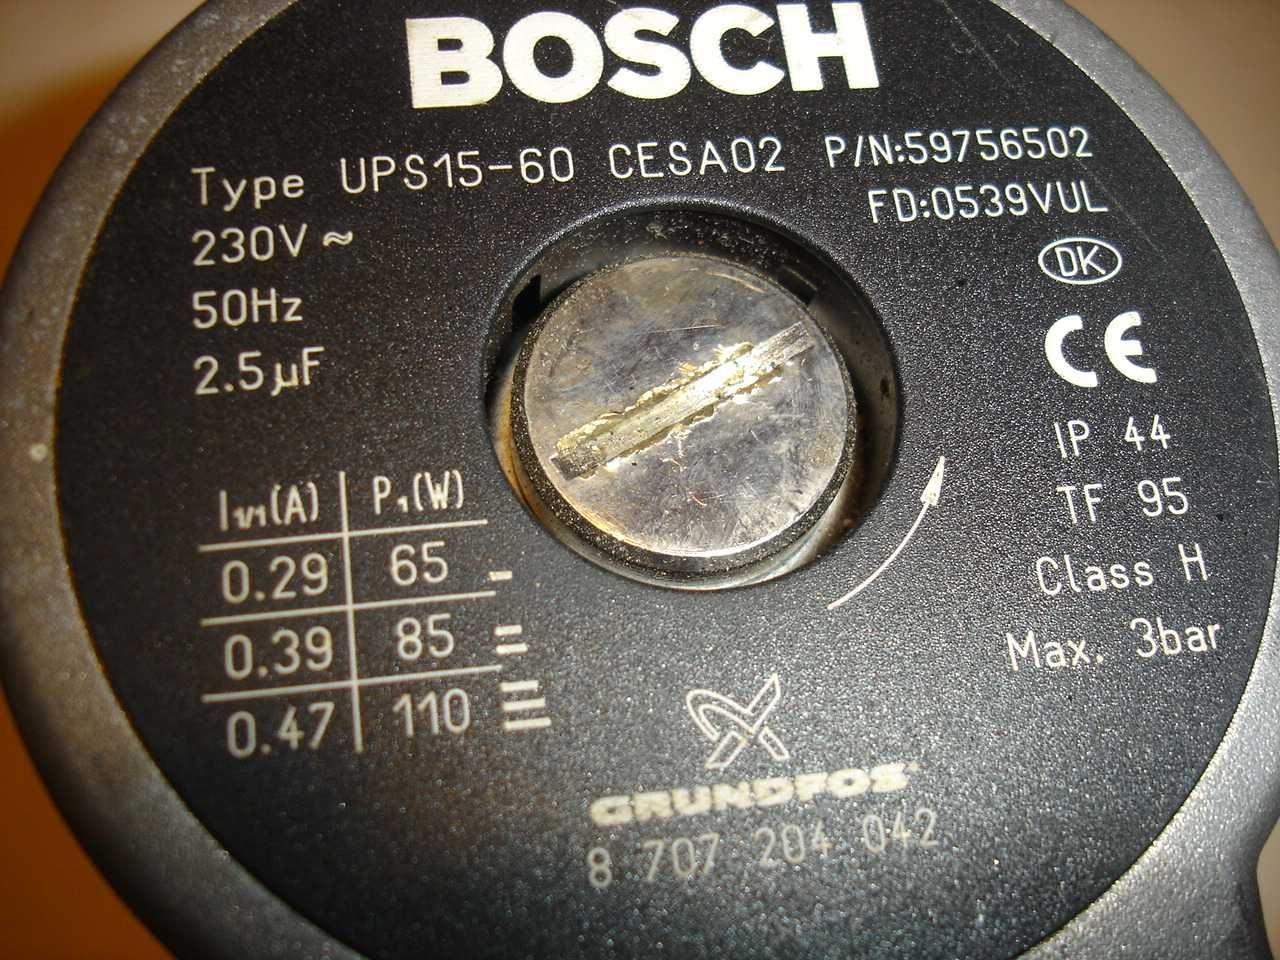 BOSCH
Type UPS15-60 CESAO2 P/N:59756502
FD:0539VUL
230V ~
50Hz
2.5µF
DK
CE
IP 44
TF 95
Class H
Max. 3bar
I1/1(A) P1(W)
0.29 65
0.39 85
0.47 110
GRUNDFOS
8 707 204 042